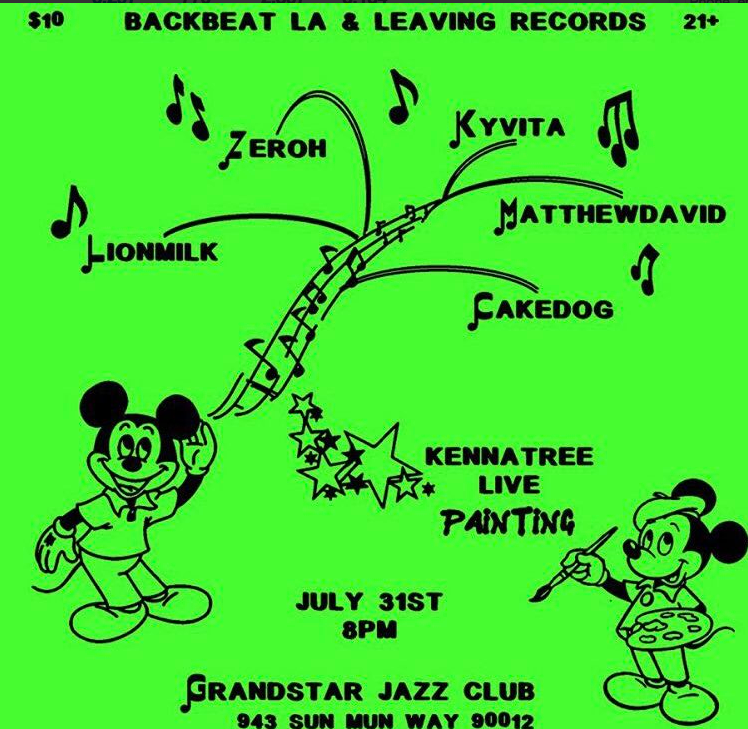 $10 BACKBEAT LA & LEAVING RECORDS 21+
ZEROH
KYVITA
MATTHEWDAVID
LIONMILK
CAKEDOG
KENNATREE
LIVE
PAINTING
JULY 31ST
8PM
GRANDSTAR JAZZ CLUB
943 SUN MUN WAY 90012